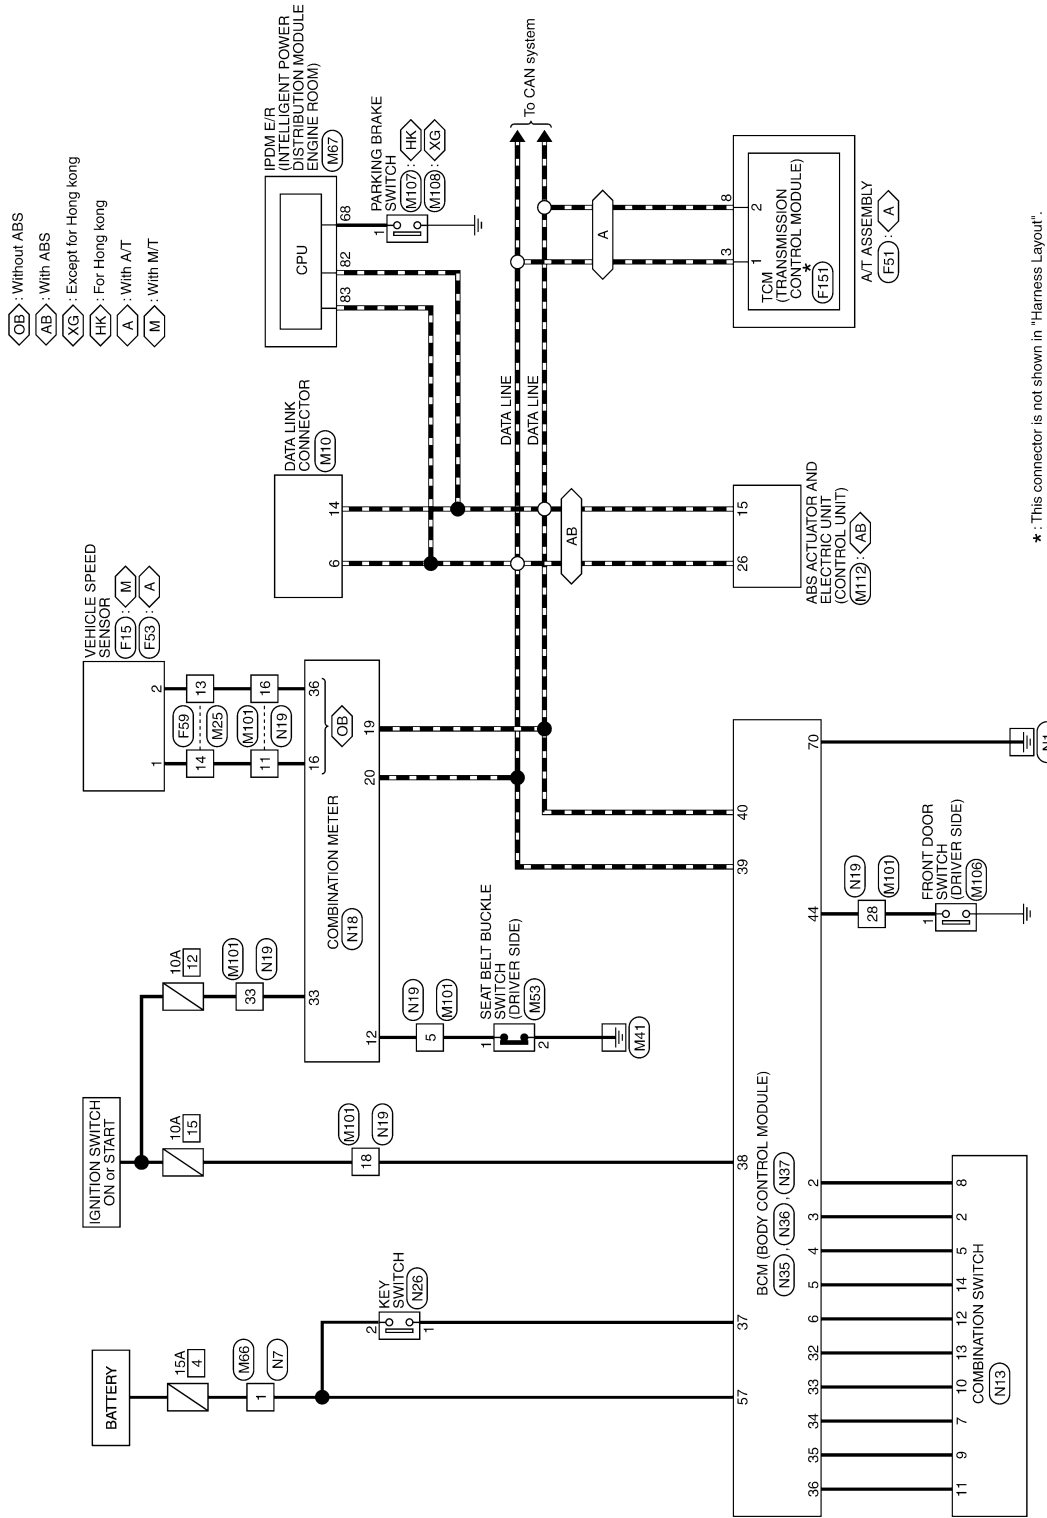 BATTERY
15A
4
1
M66
N7
2
1
KEY
SWITCH
N26
IGNITION SWITCH
ON or START
10A
15
18
M101
N19
10A
12
33
M101
N19
33
COMBINATION METER
N18
12
5
N19
M101
1
2
SEAT BELT BUCKLE
SWITCH
(DRIVER SIDE)
M53
M41
VEHICLE SPEED
SENSOR
F15 : M
F53 : A
1
2
14
13
F59
M25
11
16
M101
N19
16
36
OB
20
19
DATA LINK
CONNECTOR
M10
6
14
IPDM E/R
(INTELLIGENT POWER
DISTRIBUTION MODULE
ENGINE ROOM)
M67
CPU
83
82
68
1
PARKING BRAKE
SWITCH
M107 : HK
M108 : XG
OB : Without ABS
AB : With ABS
XG : Except for Hong kong
HK : For Hong kong
A : With A/T
M : With M/T
DATA LINE
DATA LINE
To CAN system
AB
A
26
15
ABS ACTUATOR AND
ELECTRIC UNIT
(CONTROL UNIT)
M112 : AB
3
8
1
2
TCM
(TRANSMISSION
CONTROL MODULE)
*
F151
A/T ASSEMBLY
F51 : A
57
37
38
39
40
BCM (BODY CONTROL MODULE)
N35 , N36 , N37
36
35
34
33
32
6
5
4
3
2
44
70
11
9
7
10
13
12
14
5
2
8
COMBINATION SWITCH
N13
28
N19
M101
1
FRONT DOOR
SWITCH
(DRIVER SIDE)
M106
* : This connector is not shown in "Harness Layout".